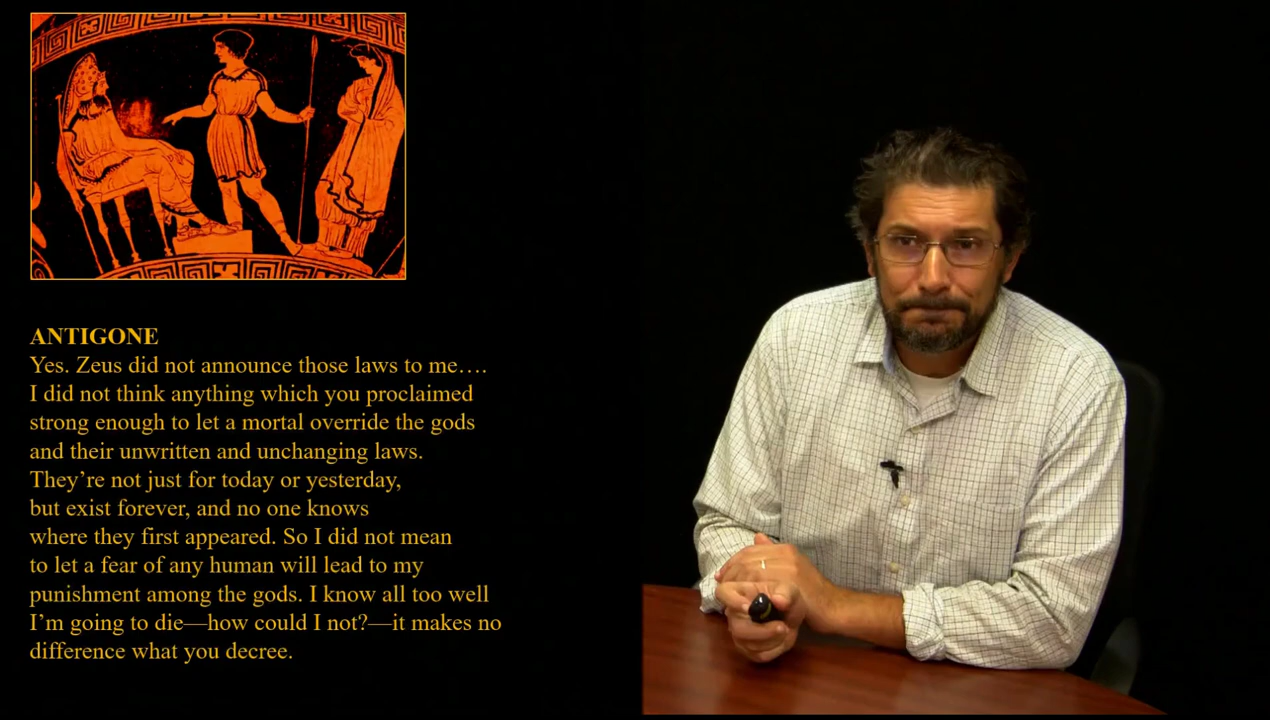 ANTIGONE
Yes. Zeus did not announce those laws to me….
I did not think anything which you proclaimed
strong enough to let a mortal override the gods
and their unwritten and unchanging laws.
They’re not just for today or yesterday,
but exist forever, and no one knows
where they first appeared. So I did not mean
to let a fear of any human will lead to my
punishment among the gods. I know all too well
I’m going to die—how could I not?—it makes no
difference what you decree.